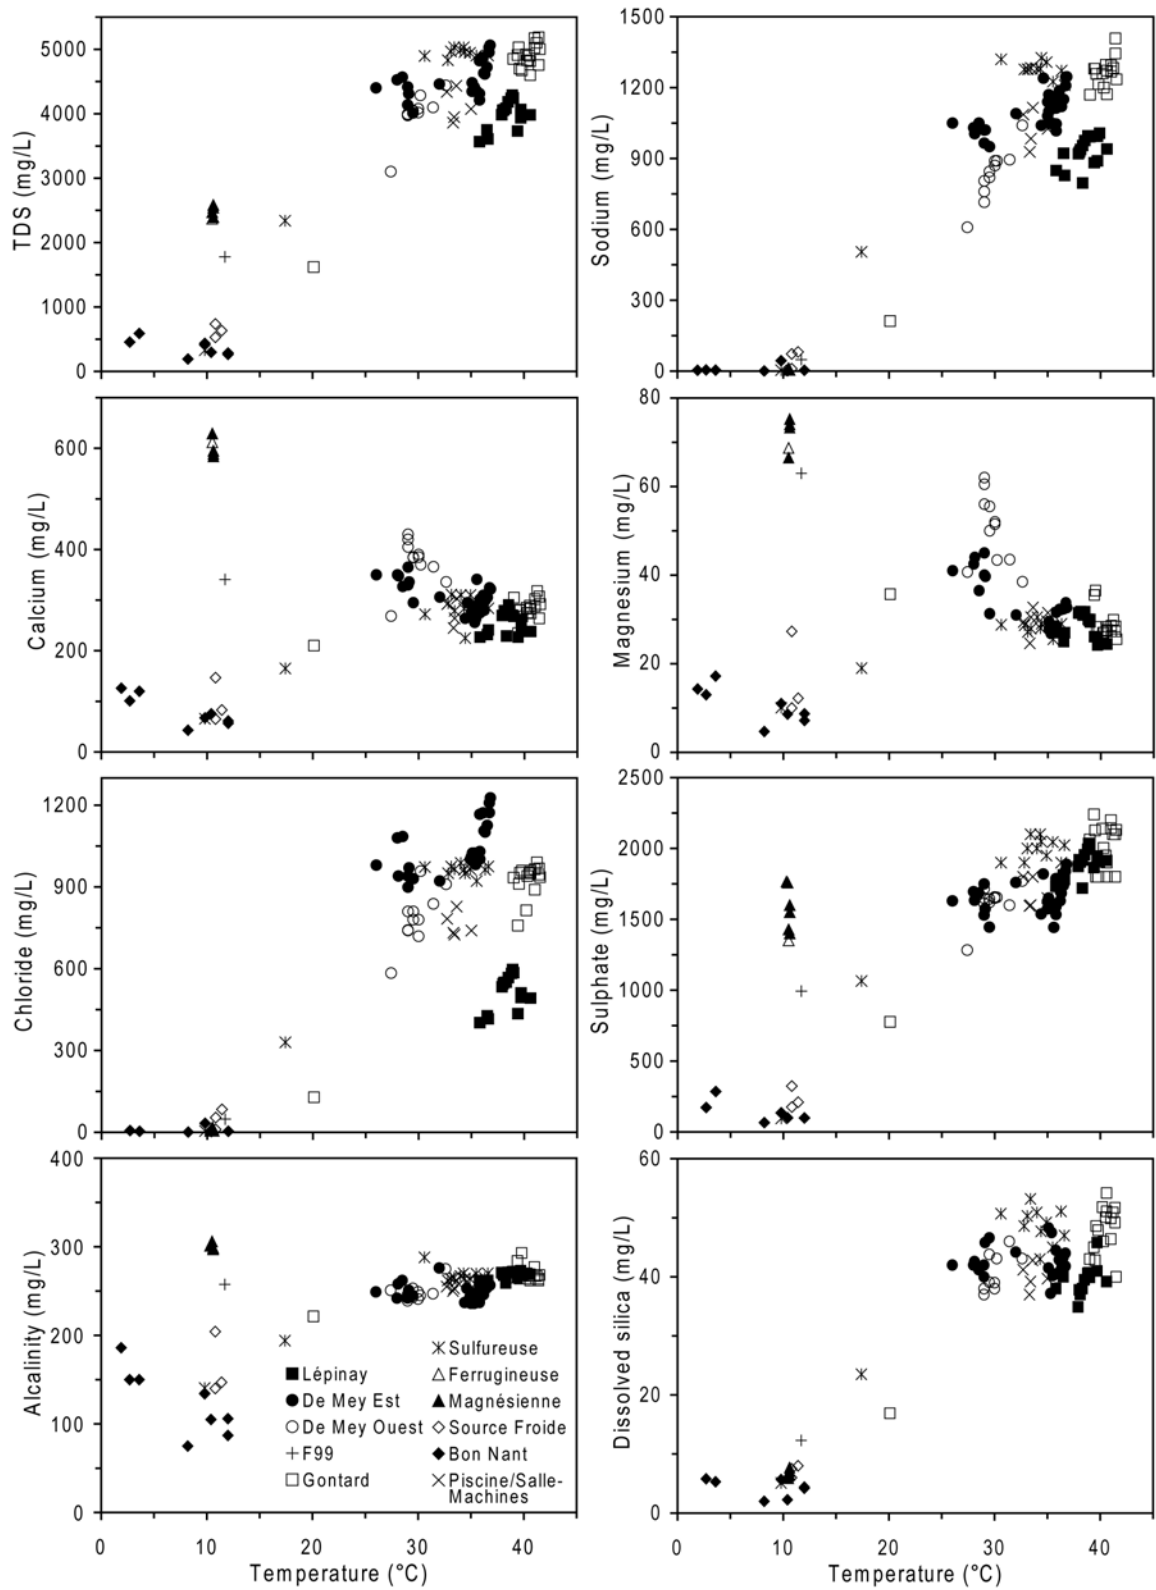 TDS (mg/L)
5000
4000
3000
2000
1000
0
Sodium (mg/L)
1500
1200
900
600
300
0
Calcium (mg/L)
600
400
200
0
Magnesium (mg/L)
80
60
40
20
0
Chloride (mg/L)
1200
900
600
300
0
Sulphate (mg/L)
2500
2000
1500
1000
500
0
Alcalinity (mg/L)
400
300
200
100
0
Lépinay
De Mey Est
De Mey Ouest
F99
Gontard
Sulfureuse
Ferrugineuse
Magnésienne
Source Froide
Bon Nant
Piscine/Salle-
Machines
0 10 20 30 40
Temperature (°C)
Dissolved silica (mg/L)
60
40
20
0
0 10 20 30 40
Temperature (°C)